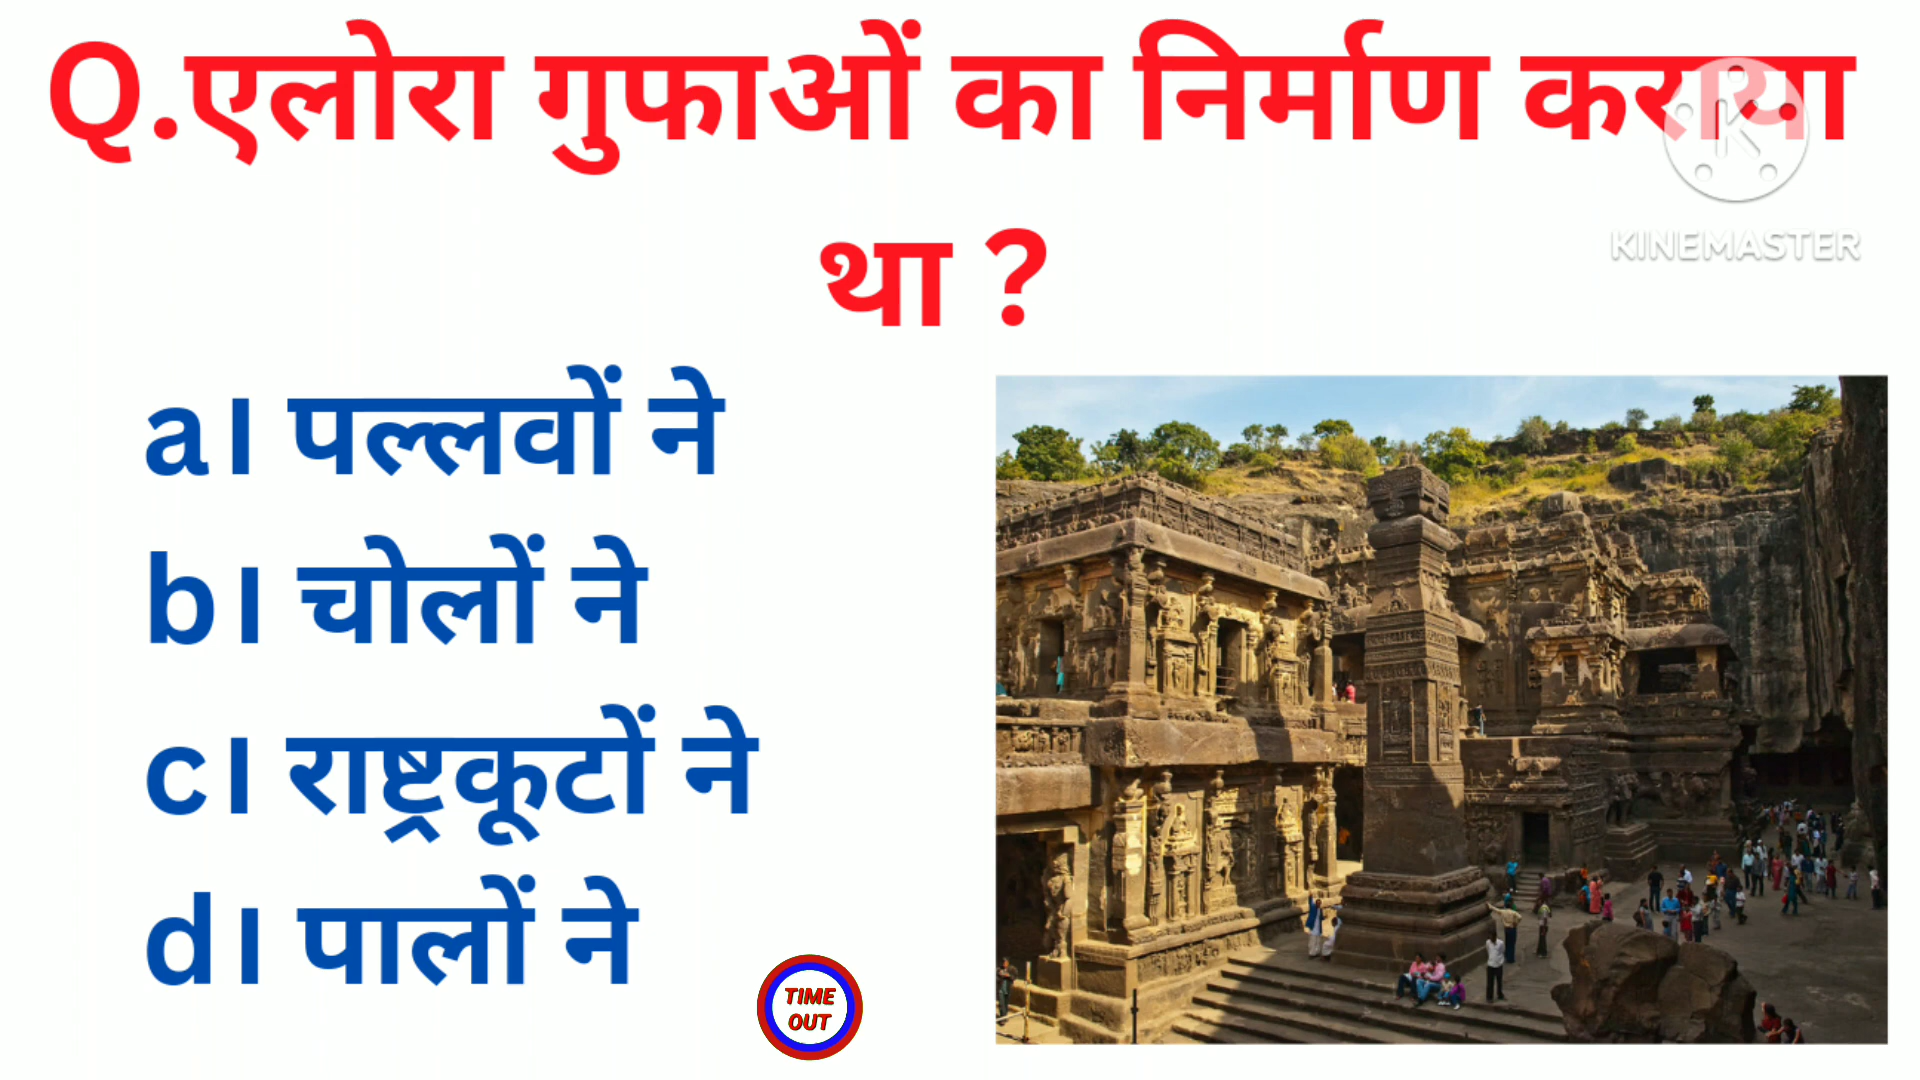 Q.एलोरा गुफाओं का निर्माण कराया
था ?
KINEMASTER
a। पल्लवों ने
b। चोलों ने
c। राष्ट्रकूटों ने
d। पालों ने
TIME
OUT